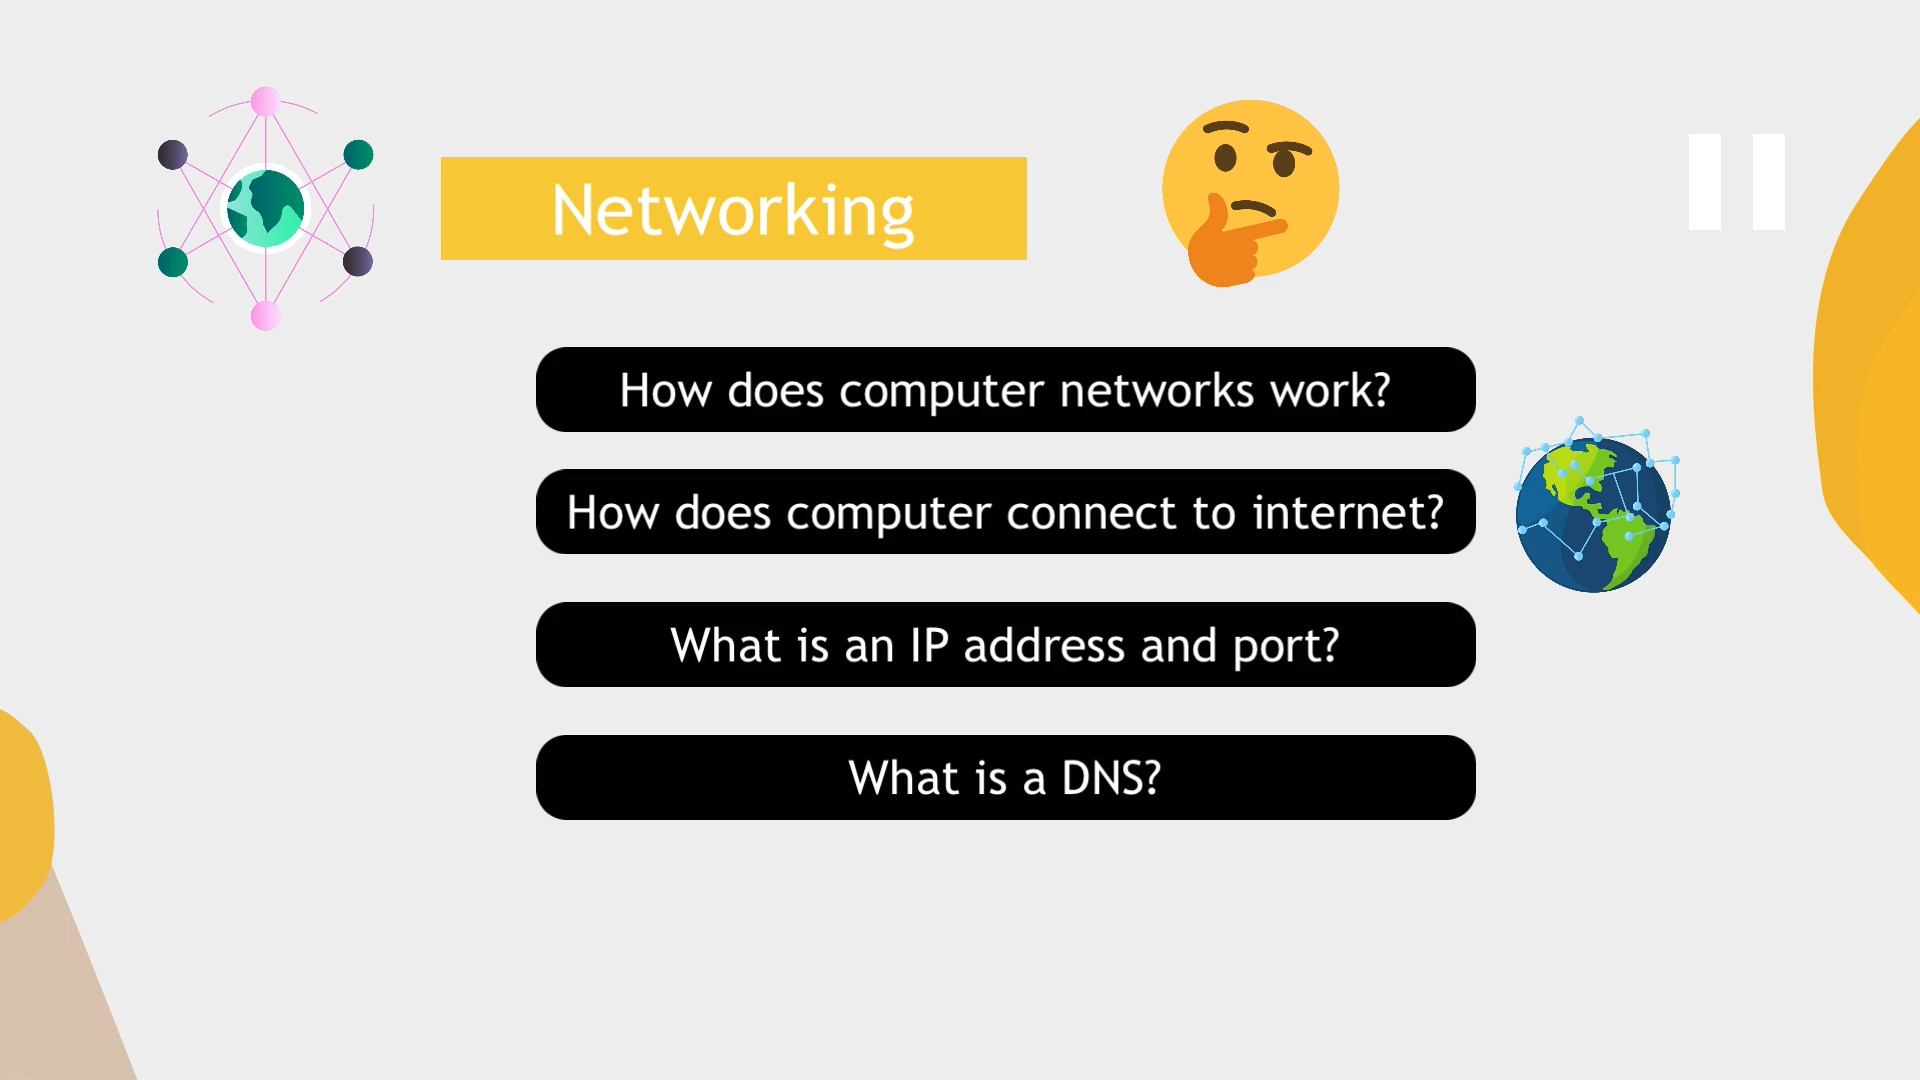 Networking
How does computer networks work?
How does computer connect to internet?
What is an IP address and port?
What is a DNS?